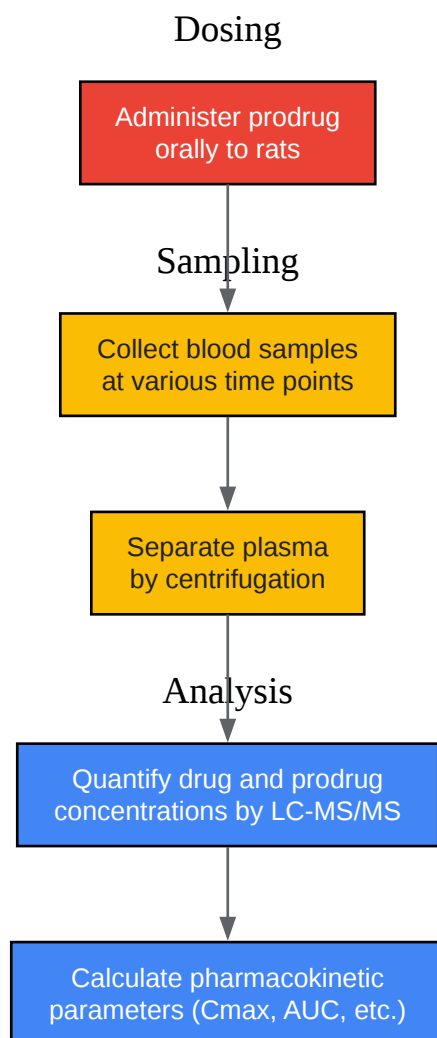 Dosing
Administer prodrug
orally to rats
Sampling
Collect blood samples
at various time points
Separate plasma
by centrifugation
Analysis
Quantify drug and prodrug
concentrations by LC-MS/MS
Calculate pharmacokinetic
parameters (Cmax, AUC, etc.)